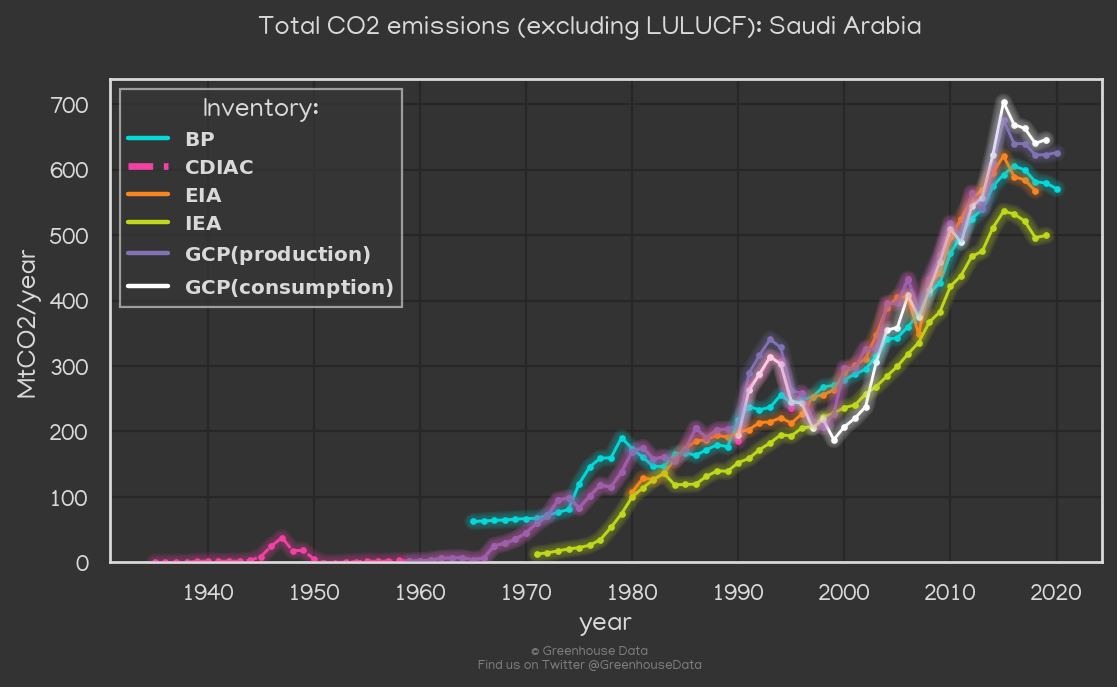 Total CO2 emissions (excluding LULUCF): Saudi Arabia
Inventory:
BP
CDIAC
EIA
IEA
GCP(production)
GCP(consumption)
MtCO2/year
700
600
500
400
300
200
100
0
1940 1950 1960 1970 1980 1990 2000 2010 2020
year
© Greenhouse Data
Find us on Twitter @GreenhouseData